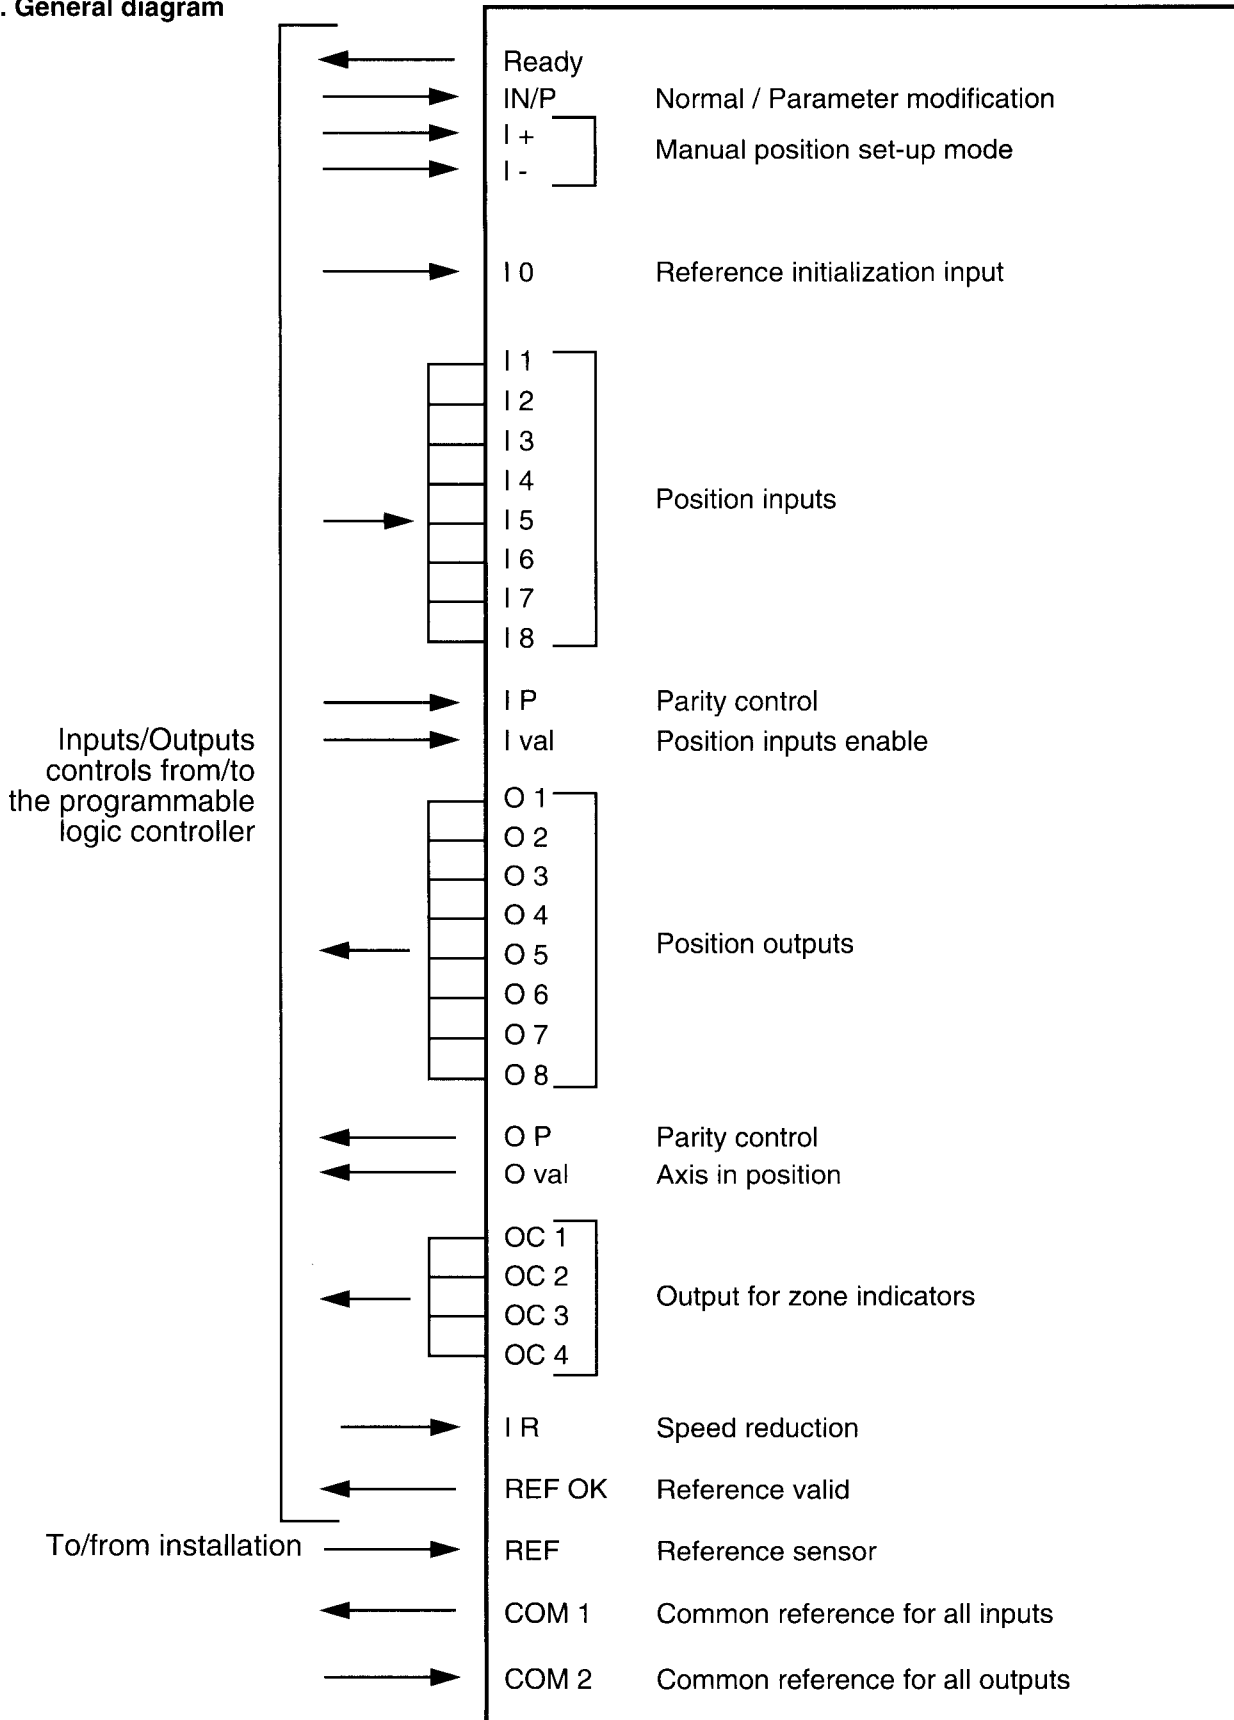 . General diagram
Ready
IN/P Normal / Parameter modification
I +
Manual position set-up mode
I -
I 0 Reference initialization input
I 1
I 2
I 3
I 4
Position inputs
I 5
I 6
I 7
I 8
I P Parity control
I val Position inputs enable
Inputs/Outputs
controls from/to
the programmable
logic controller
O 1
O 2
O 3
O 4
Position outputs
O 5
O 6
O 7
O 8
O P Parity control
O val Axis in position
OC 1
OC 2
Output for zone indicators
OC 3
OC 4
I R Speed reduction
REF OK Reference valid
To/from installation
REF Reference sensor
COM 1 Common reference for all inputs
COM 2 Common reference for all outputs